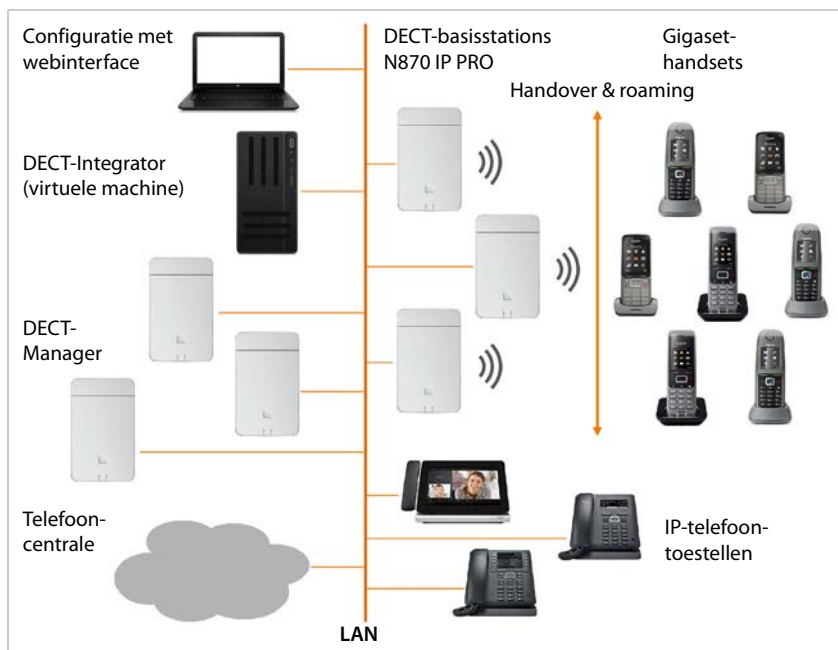 Configuratie met
webinterface
DECT-basisstations
N870 IP PRO
Gigaset-
handsets
Handover & roaming
DECT-Integrator
(virtuele machine)
DECT-
Manager
Telefoon-
centrale
IP-telefoon-
toestellen
LAN